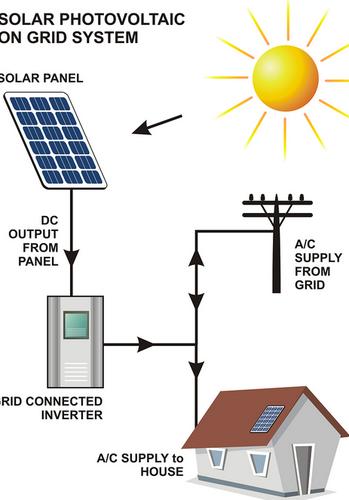 SOLAR PHOTOVOLTAIC
ON GRID SYSTEM
SOLAR PANEL
DC
OUTPUT
FROM
PANEL
A/C
SUPPLY
FROM
GRID
GRID CONNECTED
INVERTER
A/C SUPPLY to
HOUSE